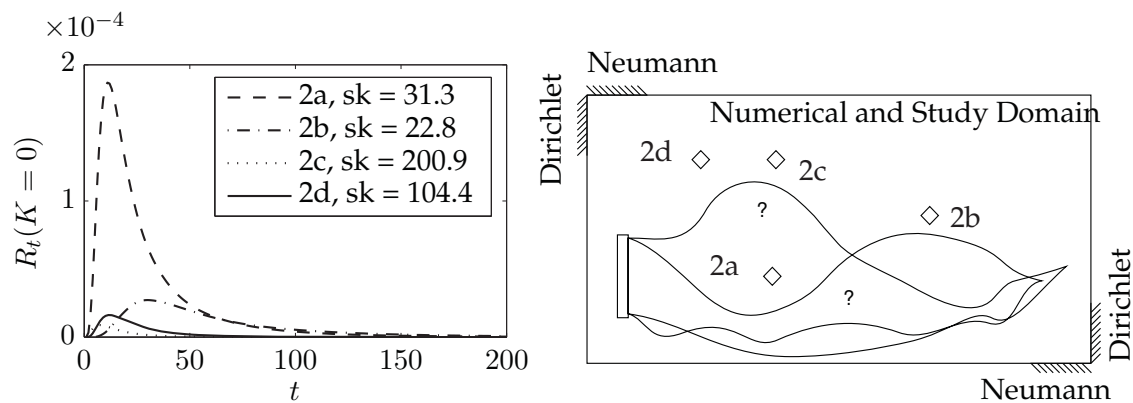 ×10−4
2
1
0
0
50
100
150
200
Rt(K = 0)
t
2a, sk = 31.3
2b, sk = 22.8
2c, sk = 200.9
2d, sk = 104.4
Neumann
Dirichlet
Numerical and Study Domain
2d
2c
?
2b
2a
?
Dirichlet
Neumann